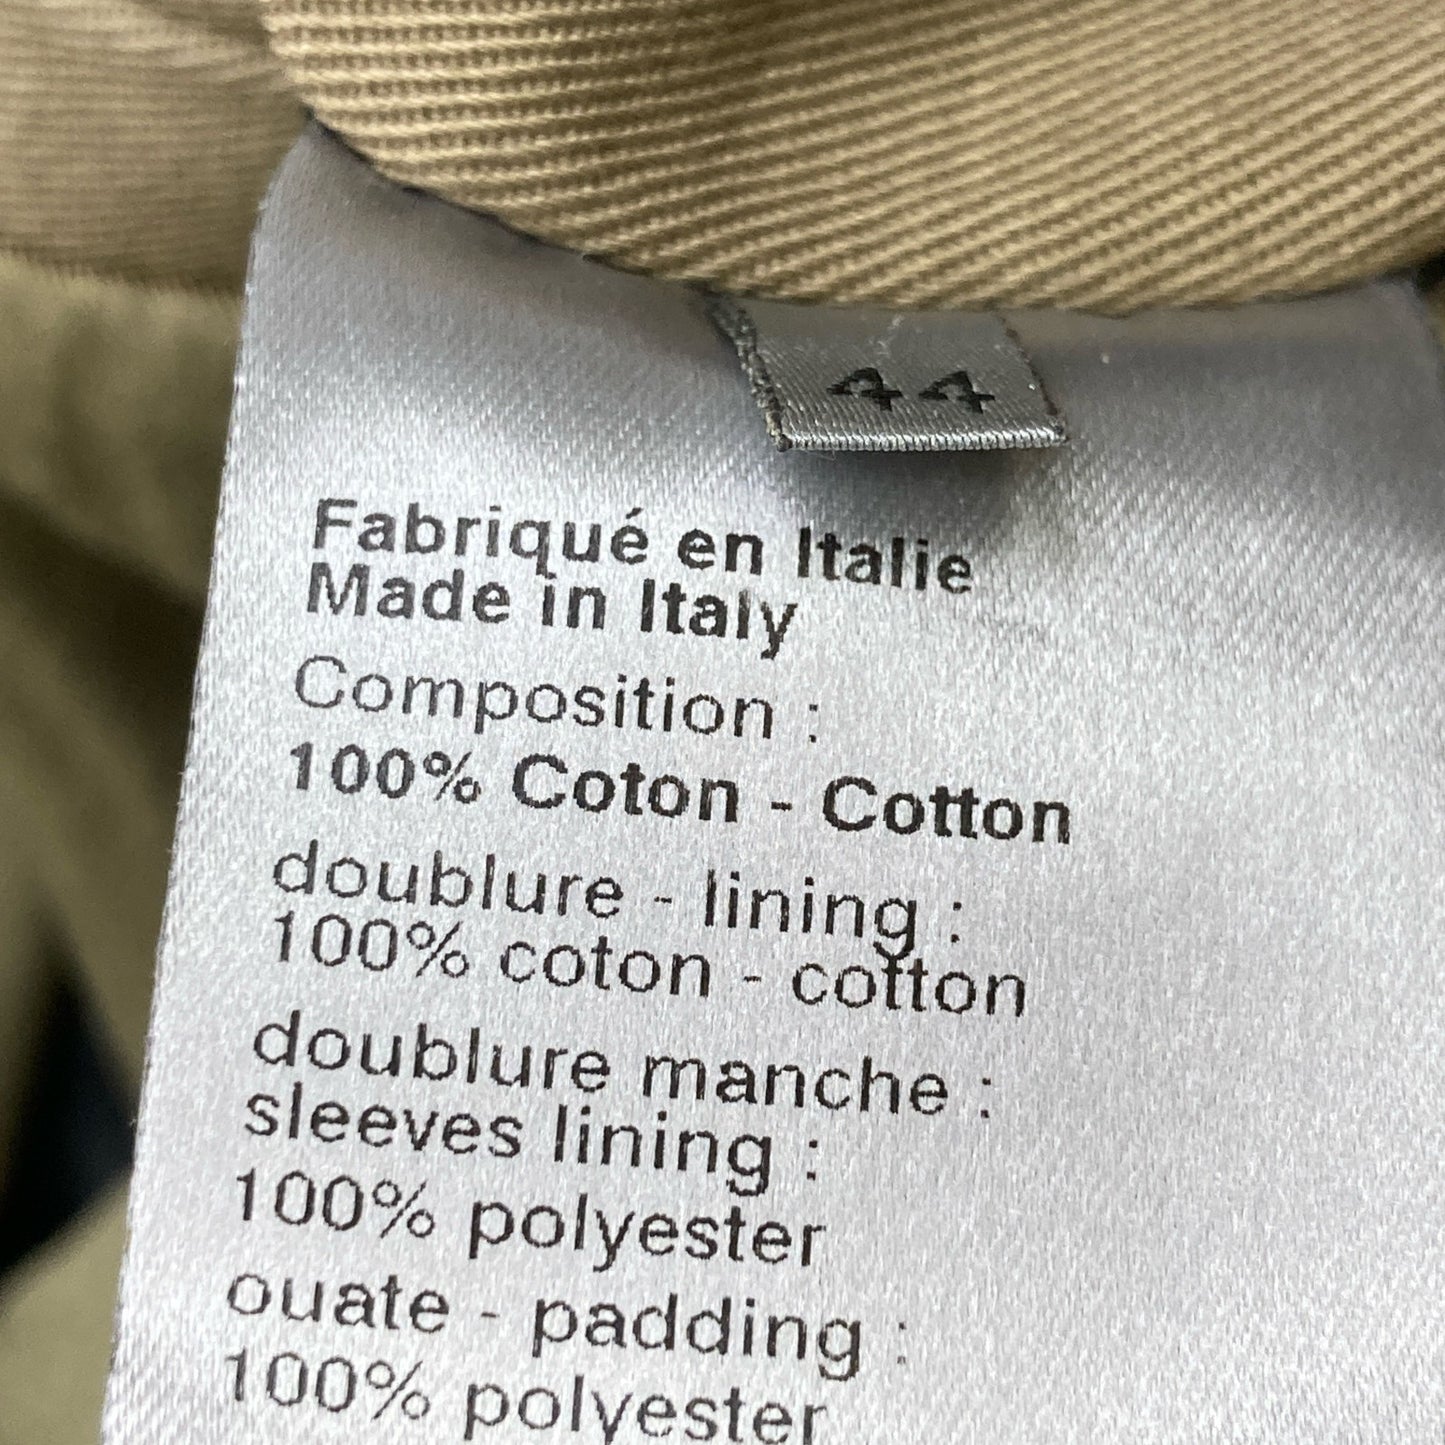 44
Fabriqué en Italie
Made in Italy
Composition :
100% Coton - Cotton
doublure - lining :
100% coton - cotton
doublure manche :
sleeves lining :
100% polyester
ouate - padding :
100% polyester